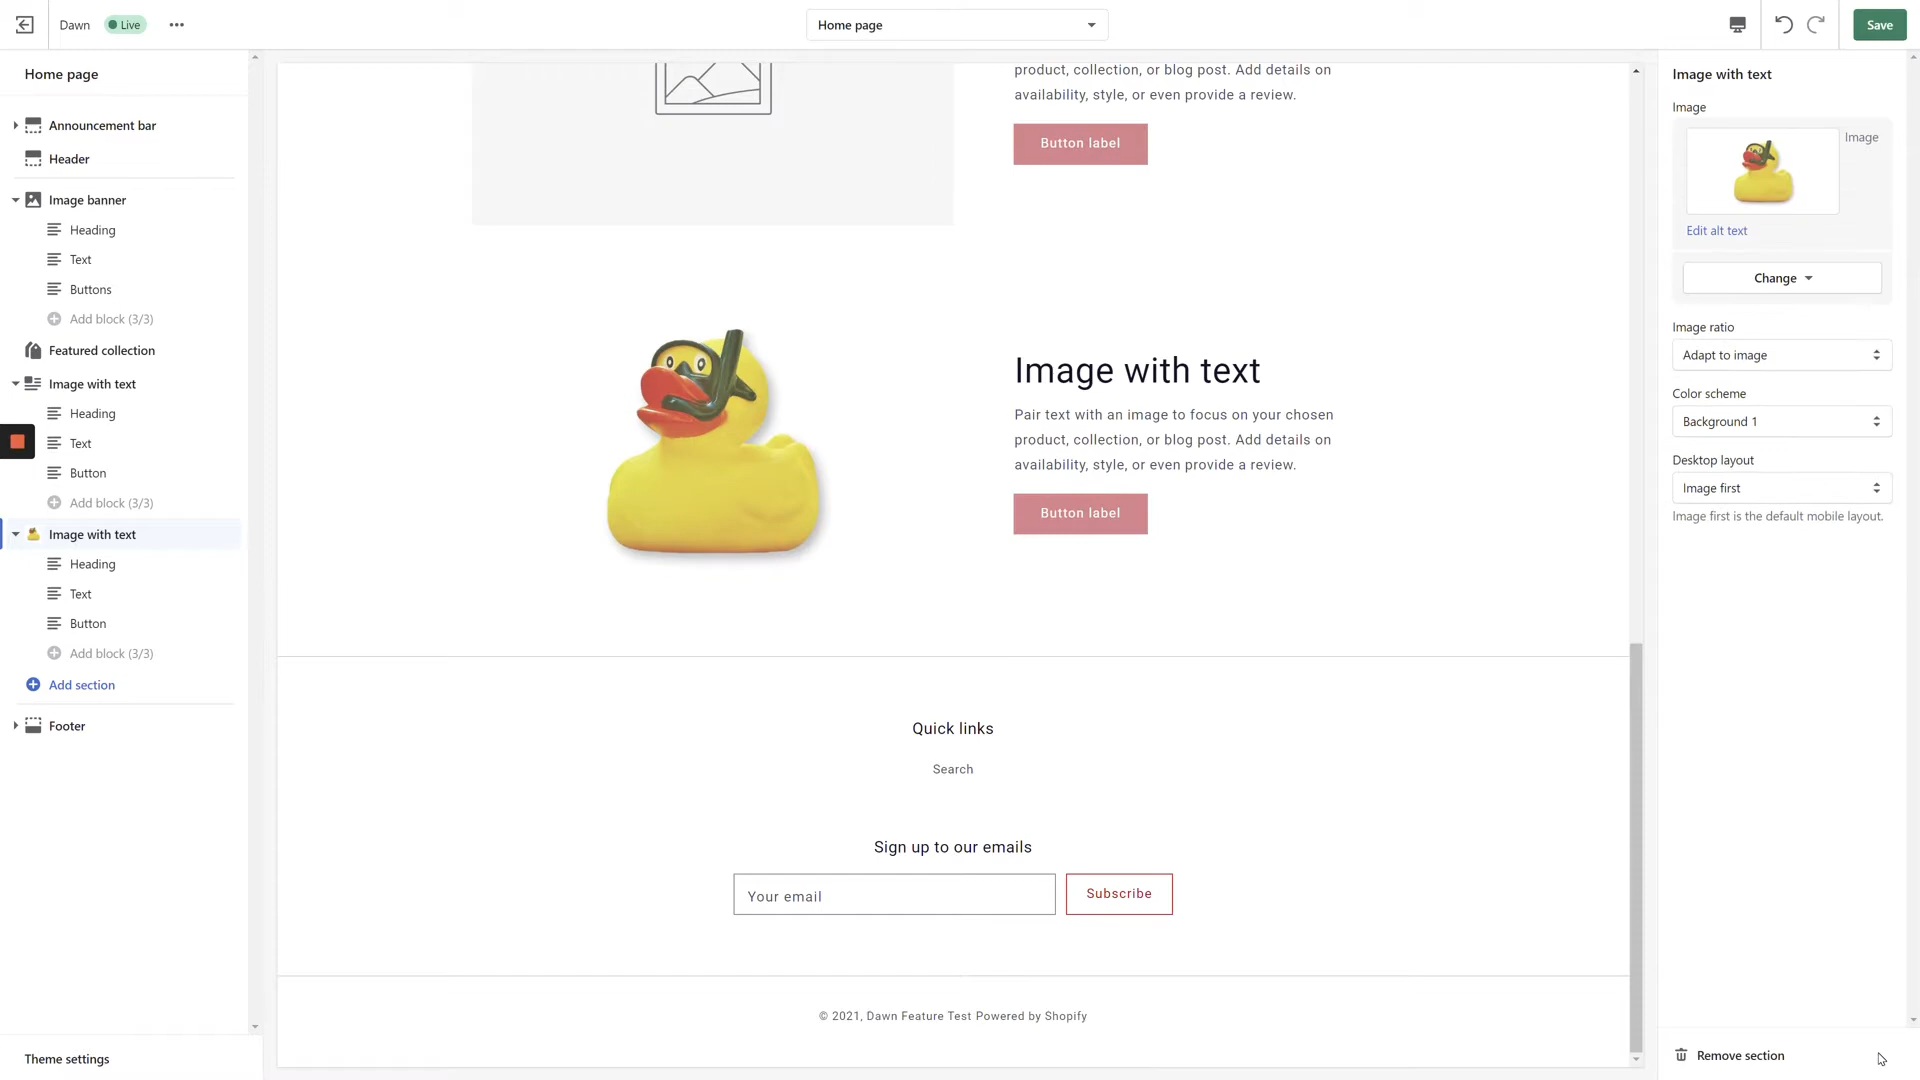 Dawn
Live
Home page
Save
Home page
Announcement bar
Header
Image banner
Heading
Text
Buttons
Add block (3/3)
Featured collection
Image with text
Heading
Text
Button
Add block (3/3)
Image with text
Heading
Text
Button
Add block (3/3)
Add section
Footer
Theme settings
product, collection, or blog post. Add details on
availability, style, or even provide a review.
Button label
Image with text
Pair text with an image to focus on your chosen
product, collection, or blog post. Add details on
availability, style, or even provide a review.
Button label
Quick links
Search
Sign up to our emails
Your email
Subscribe
© 2021, Dawn Feature Test Powered by Shopify
Image with text
Image
Image
Edit alt text
Change
Image ratio
Adapt to image
Color scheme
Background 1
Desktop layout
Image first
Image first is the default mobile layout.
Remove section